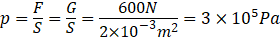 p = F/S = G/S = 600N/2×10⁻³m² = 3 × 10⁵Pa